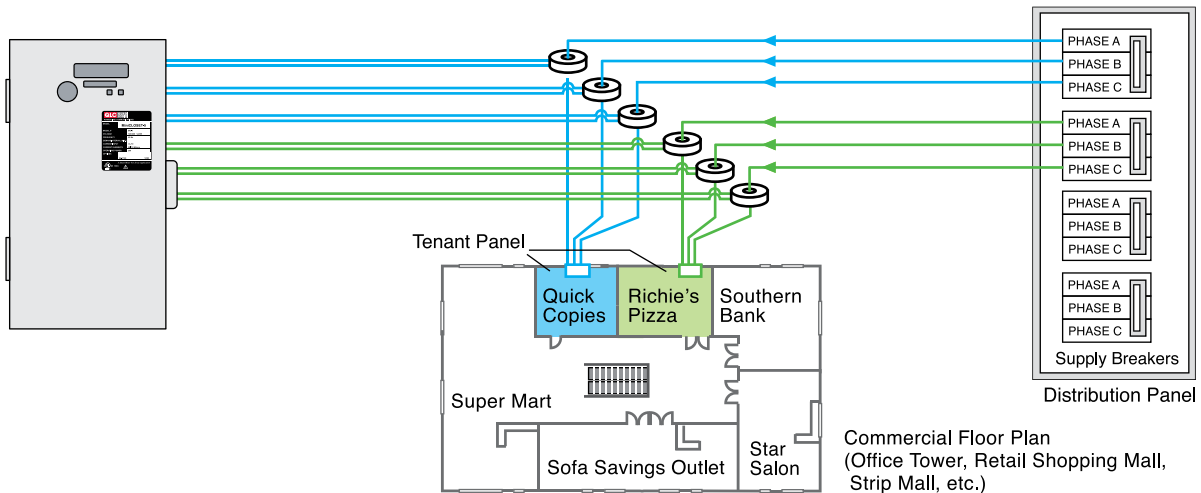 PHASE A
PHASE B
PHASE C
PHASE A
PHASE B
PHASE C
PHASE A
PHASE B
PHASE C
PHASE A
PHASE B
PHASE C
Supply Breakers
Distribution Panel
GLC
Tenant Panel
Quick
Copies
Richie's
Pizza
Southern
Bank
Super Mart
Sofa Savings Outlet
Star
Salon
Commercial Floor Plan
(Office Tower, Retail Shopping Mall,
Strip Mall, etc.)